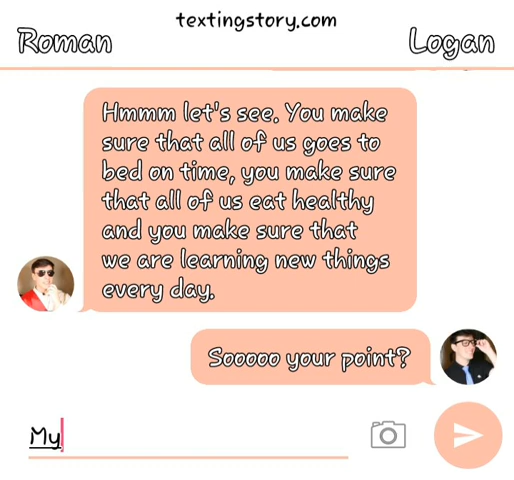 textingstory.com
Roman
Logan
Hmmm let's see. You make
sure that all of us goes to
bed on time, you make sure
that all of us eat healthy
and you make sure that
we are learning new things
every day.
Sooooo your point?
My